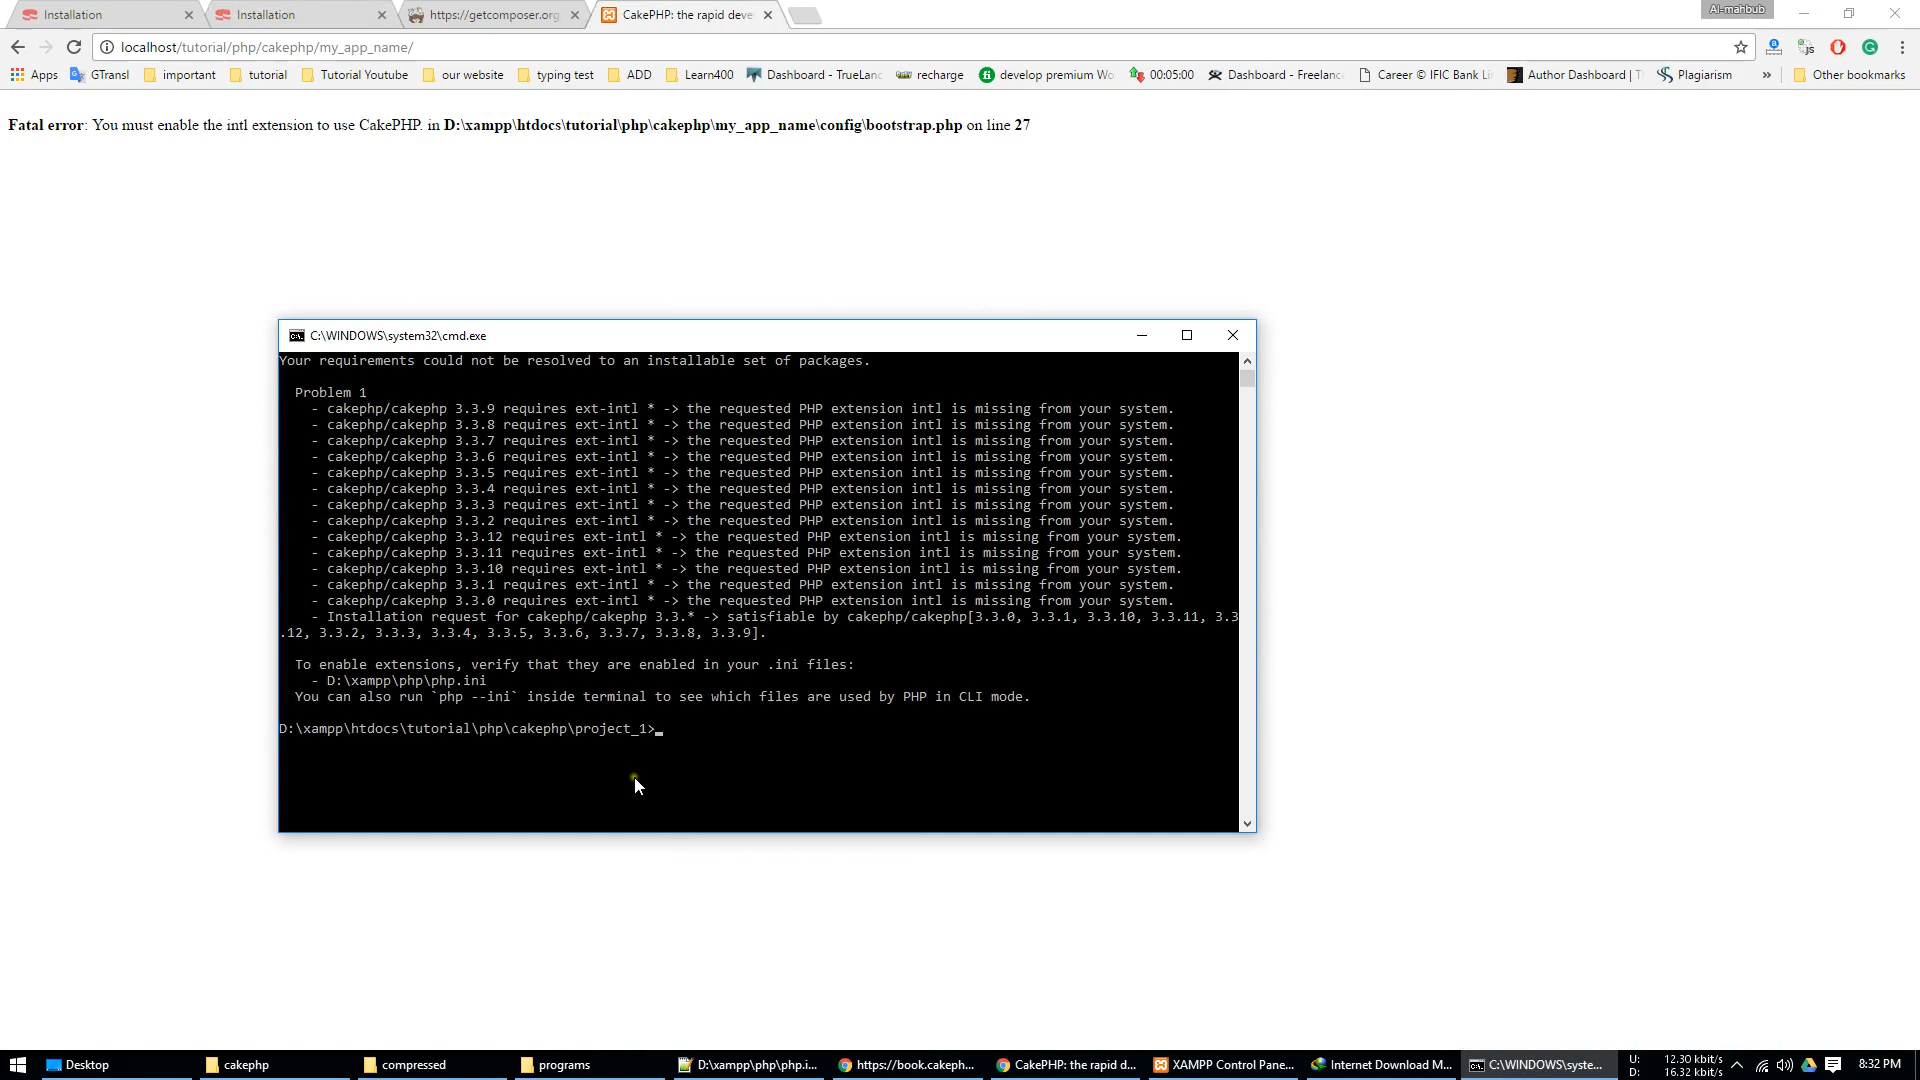 Installation
Installation
https://getcomposer.org
CakePHP: the rapid deve
Al-mahbub
localhost/tutorial/php/cakephp/my_app_name/
Apps
GTransl
important
tutorial
Tutorial Youtube
our website
typing test
ADD
Learn400
Dashboard - TrueLanc
recharge
develop premium Wo
00:05:00
Dashboard - Freelanc
Career © IFIC Bank Li
Author Dashboard | T
Plagiarism
»
Other bookmarks
Fatal error: You must enable the intl extension to use CakePHP. in D:\xampp\htdocs\tutorial\php\cakephp\my_app_name\config\bootstrap.php on line 27
C:\WINDOWS\system32\cmd.exe
Your requirements could not be resolved to an installable set of packages.
Problem 1
- cakephp/cakephp 3.3.9 requires ext-intl * -> the requested PHP extension intl is missing from your system.
- cakephp/cakephp 3.3.8 requires ext-intl * -> the requested PHP extension intl is missing from your system.
- cakephp/cakephp 3.3.7 requires ext-intl * -> the requested PHP extension intl is missing from your system.
- cakephp/cakephp 3.3.6 requires ext-intl * -> the requested PHP extension intl is missing from your system.
- cakephp/cakephp 3.3.5 requires ext-intl * -> the requested PHP extension intl is missing from your system.
- cakephp/cakephp 3.3.4 requires ext-intl * -> the requested PHP extension intl is missing from your system.
- cakephp/cakephp 3.3.3 requires ext-intl * -> the requested PHP extension intl is missing from your system.
- cakephp/cakephp 3.3.2 requires ext-intl * -> the requested PHP extension intl is missing from your system.
- cakephp/cakephp 3.3.12 requires ext-intl * -> the requested PHP extension intl is missing from your system.
- cakephp/cakephp 3.3.11 requires ext-intl * -> the requested PHP extension intl is missing from your system.
- cakephp/cakephp 3.3.10 requires ext-intl * -> the requested PHP extension intl is missing from your system.
- cakephp/cakephp 3.3.1 requires ext-intl * -> the requested PHP extension intl is missing from your system.
- cakephp/cakephp 3.3.0 requires ext-intl * -> the requested PHP extension intl is missing from your system.
- Installation request for cakephp/cakephp 3.3.* -> satisfiable by cakephp/cakephp[3.3.0, 3.3.1, 3.3.10, 3.3.11, 3.3
.12, 3.3.2, 3.3.3, 3.3.4, 3.3.5, 3.3.6, 3.3.7, 3.3.8, 3.3.9].
To enable extensions, verify that they are enabled in your .ini files:
- D:\xampp\php\php.ini
You can also run `php --ini` inside terminal to see which files are used by PHP in CLI mode.
D:\xampp\htdocs\tutorial\php\cakephp\project_1>_
Desktop
cakephp
compressed
programs
D:\xampp\php\php.i...
https://book.cakeph...
CakePHP: the rapid d...
XAMPP Control Pane...
Internet Download M...
C:\WINDOWS\syste...
U: 12.30 kbit/s
D: 16.32 kbit/s
8:32 PM